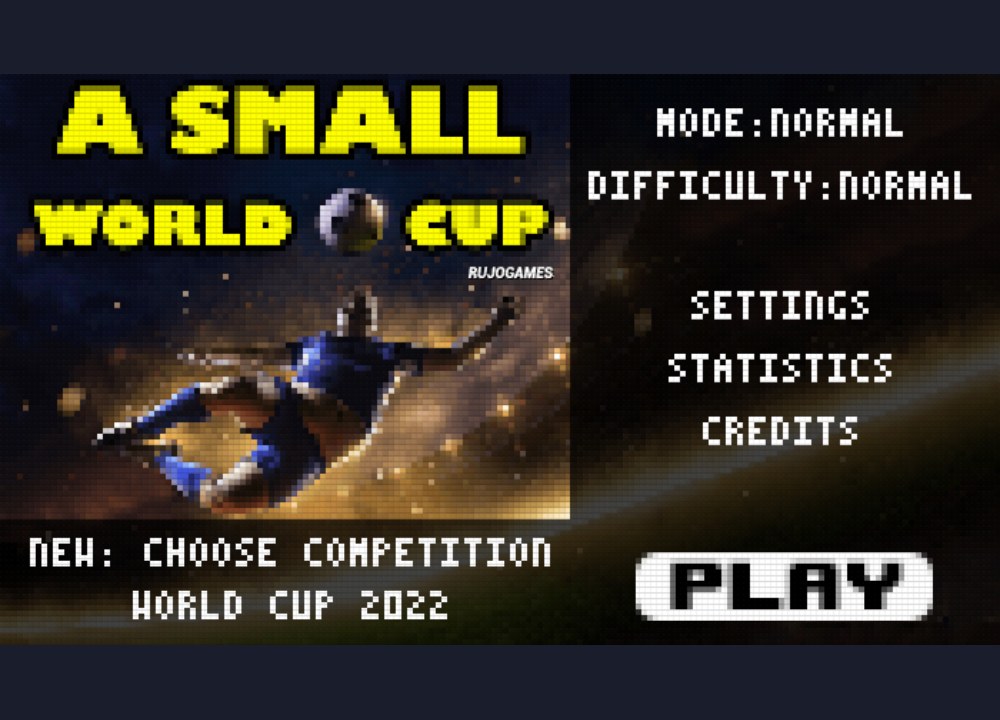 A SMALL
WORLD CUP
RUJOGAMES
NEW: CHOOSE COMPETITION
WORLD CUP 2022
MODE:NORMAL
DIFFICULTY:NORMAL
SETTINGS
STATISTICS
CREDITS
PLAY